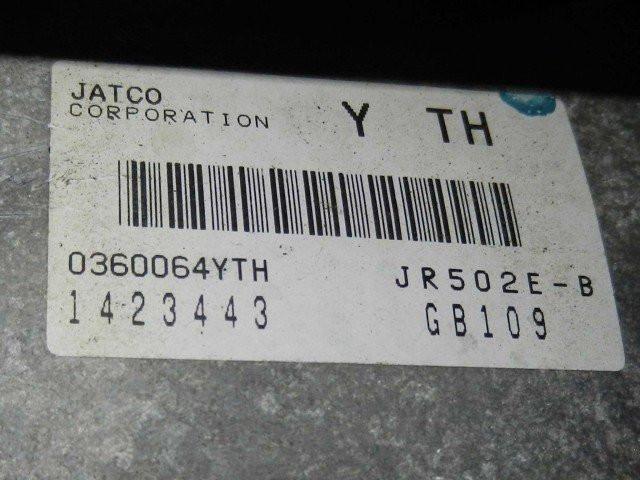 JATCO
CORPORATION
Y TH
0360064YTH JR502E-B
1423443 GB109